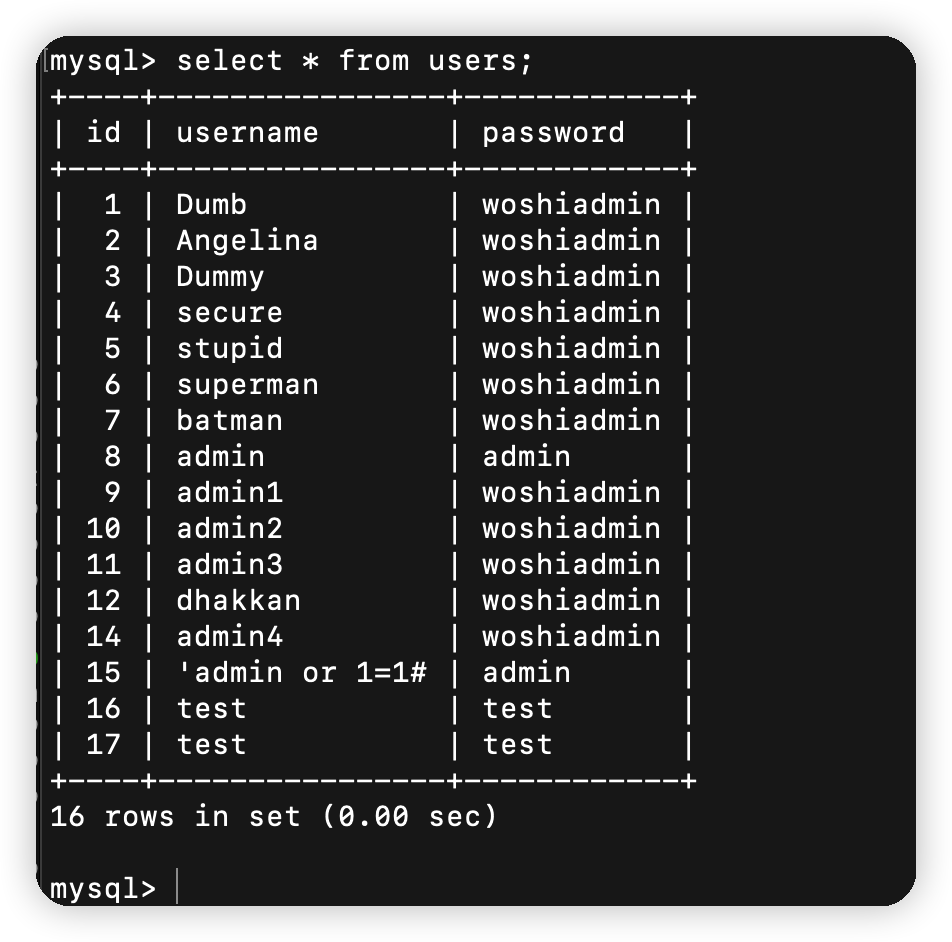 mysql> select * from users;
+----+----------------+------------+
| id | username       | password   |
+----+----------------+------------+
|  1 | Dumb           | woshiadmin |
|  2 | Angelina       | woshiadmin |
|  3 | Dummy          | woshiadmin |
|  4 | secure         | woshiadmin |
|  5 | stupid         | woshiadmin |
|  6 | superman       | woshiadmin |
|  7 | batman         | woshiadmin |
|  8 | admin          | admin      |
|  9 | admin1         | woshiadmin |
| 10 | admin2         | woshiadmin |
| 11 | admin3         | woshiadmin |
| 12 | dhakkan        | woshiadmin |
| 14 | admin4         | woshiadmin |
| 15 | 'admin or 1=1# | admin      |
| 16 | test           | test       |
| 17 | test           | test       |
+----+----------------+------------+
16 rows in set (0.00 sec)
mysql>